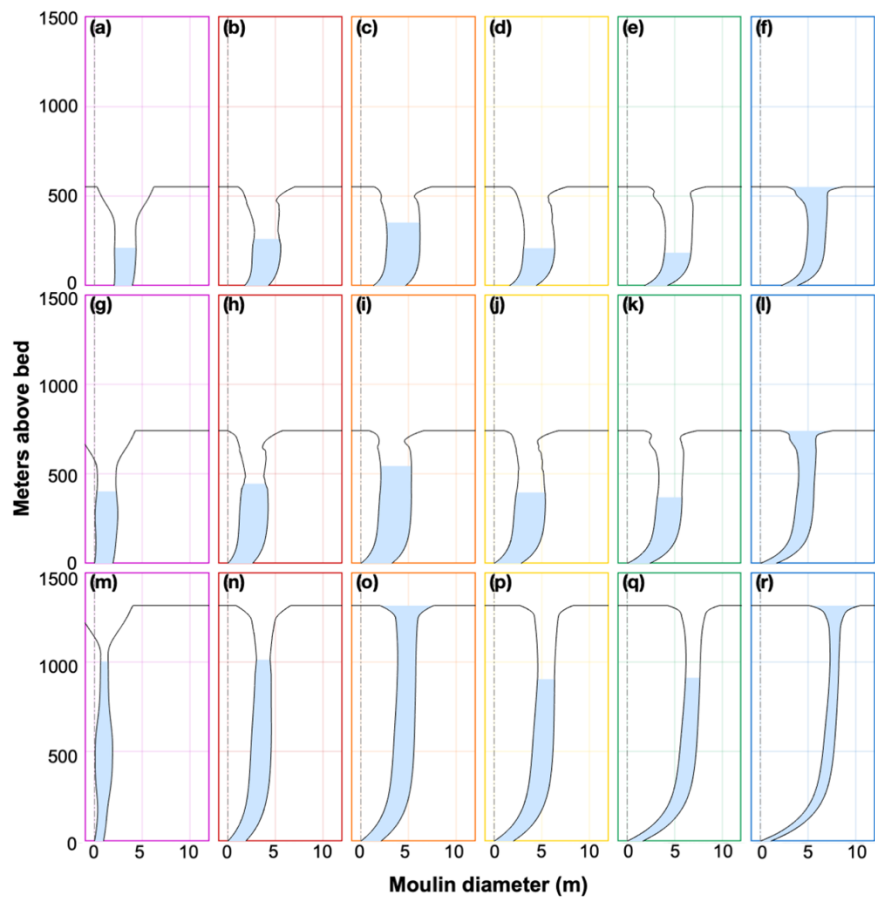 (a) (b) (c) (d) (e) (f)
1500
1000
500
0
(g) (h) (i) (j) (k) (l)
1500
1000
500
0
Meters above bed
(m) (n) (o) (p) (q) (r)
1500
1000
500
0
0 5 10 0 5 10 0 5 10 0 5 10 0 5 10 0 5 10
Moulin diameter (m)